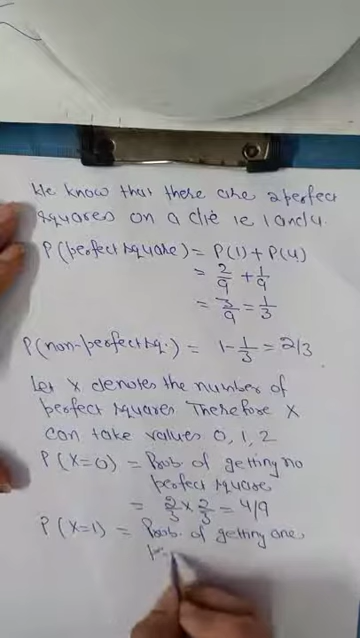 We know that there are 2 perfect
squares on a die ie 1 and 4.
P(perfect square) = P(1) + P(4)
= 2/9 + 1/9
= 3/9 = 1/3
P(non-perfect sq.) = 1 - 1/3 = 2/3
Let X denotes the number of
perfect squares. Therefore X
can take values 0, 1, 2
P(X=0) = Prob. of getting no
perfect square
= 2/3 × 2/3 = 4/9
P(X=1) = Prob. of getting one